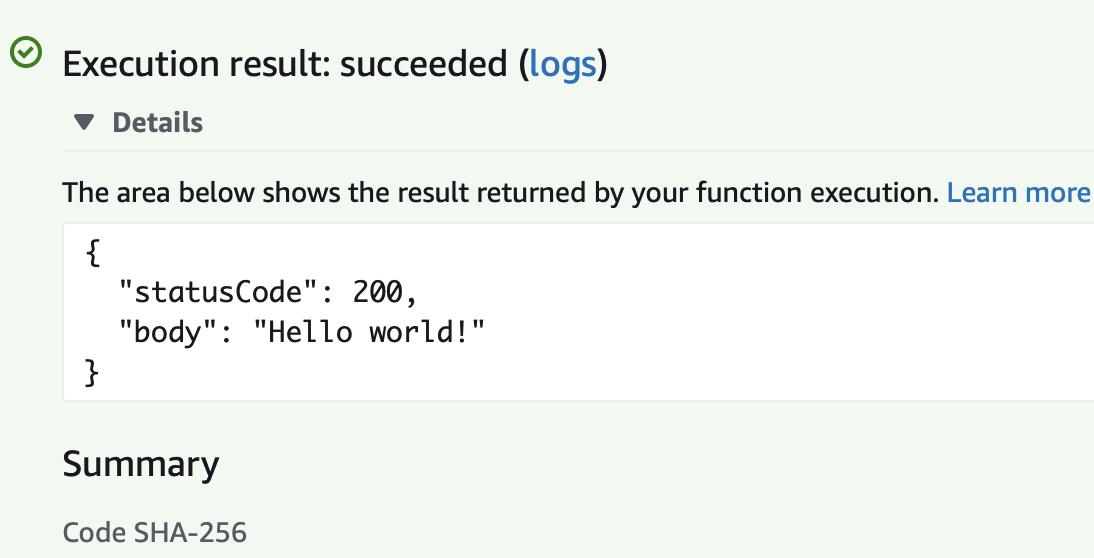 Execution result: succeeded (logs)
Details
The area below shows the result returned by your function execution. Learn more
{
  "statusCode": 200,
  "body": "Hello world!"
}
Summary
Code SHA-256